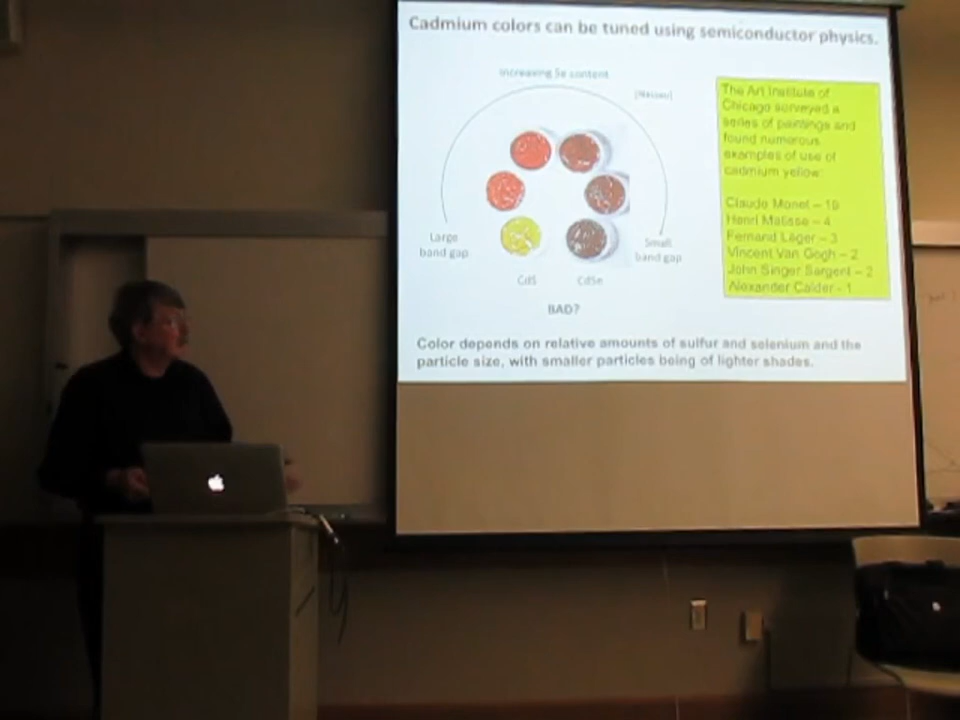 Cadmium colors can be tuned using semiconductor physics.
Increasing Se content
[Nassau]
The Art Institute of
Chicago surveyed a
series of paintings and
found numerous
examples of use of
cadmium yellow:
Claude Monet – 10
Henri Matisse – 4
Fernand Léger – 3
Vincent Van Gogh – 2
John Singer Sargent – 2
Alexander Calder - 1
Large
band gap
Small
band gap
CdS
CdSe
BAD?
Color depends on relative amounts of sulfur and selenium and the
particle size, with smaller particles being of lighter shades.